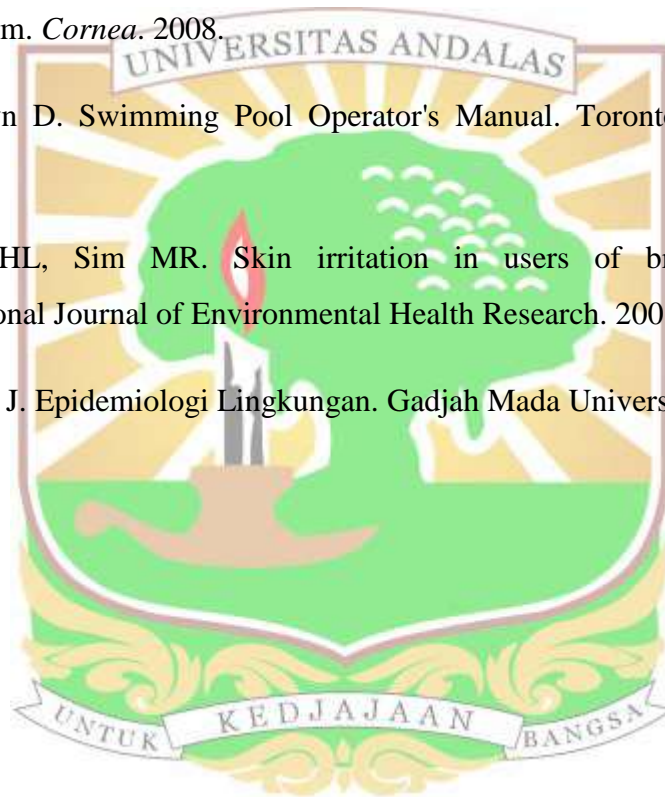 m. Cornea. 2008.
UNIVERSITAS ANDALAS
n D. Swimming Pool Operator's Manual. Toronto
HL, Sim MR. Skin irritation in users of br
onal Journal of Environmental Health Research. 200
J. Epidemiologi Lingkungan. Gadjah Mada Univers
UNTUK KEDJAJAAN BANGSA